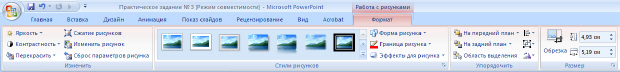 Практическое задание № 3 [Режим совместимости] - Microsoft PowerPoint
Работа с рисунками
Главная Вставка Дизайн Анимация Показ слайдов Рецензирование Вид Acrobat Формат
Яркость Сжатие рисунков Форма рисунка На передний план 4,95 см
Контрастность Изменить рисунок Граница рисунка На задний план Обрезка
Перекрасить Сброс параметров рисунка Эффекты для рисунка Область выделения 5,19 см
Изменить Стили рисунков Упорядочить Размер